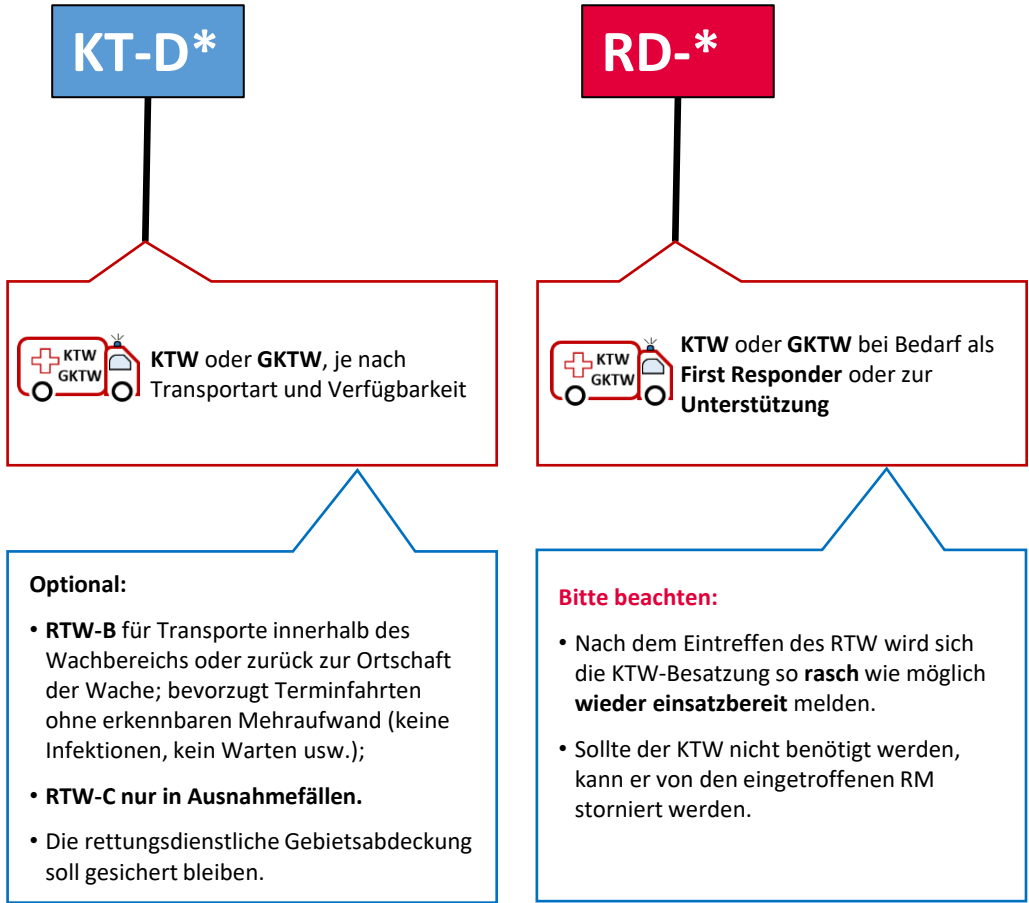 KT-D*
KTW
GKTW
KTW oder GKTW, je nach
Transportart und Verfügbarkeit
Optional:
• RTW-B für Transporte innerhalb des
Wachbereichs oder zurück zur Ortschaft
der Wache; bevorzugt Terminfahrten
ohne erkennbaren Mehraufwand (keine
Infektionen, kein Warten usw.);
• RTW-C nur in Ausnahmefällen.
• Die rettungsdienstliche Gebietsabdeckung
soll gesichert bleiben.
RD-*
KTW
GKTW
KTW oder GKTW bei Bedarf als
First Responder oder zur
Unterstützung
Bitte beachten:
• Nach dem Eintreffen des RTW wird sich
die KTW-Besatzung so rasch wie möglich
wieder einsatzbereit melden.
• Sollte der KTW nicht benötigt werden,
kann er von den eingetroffenen RM
storniert werden.